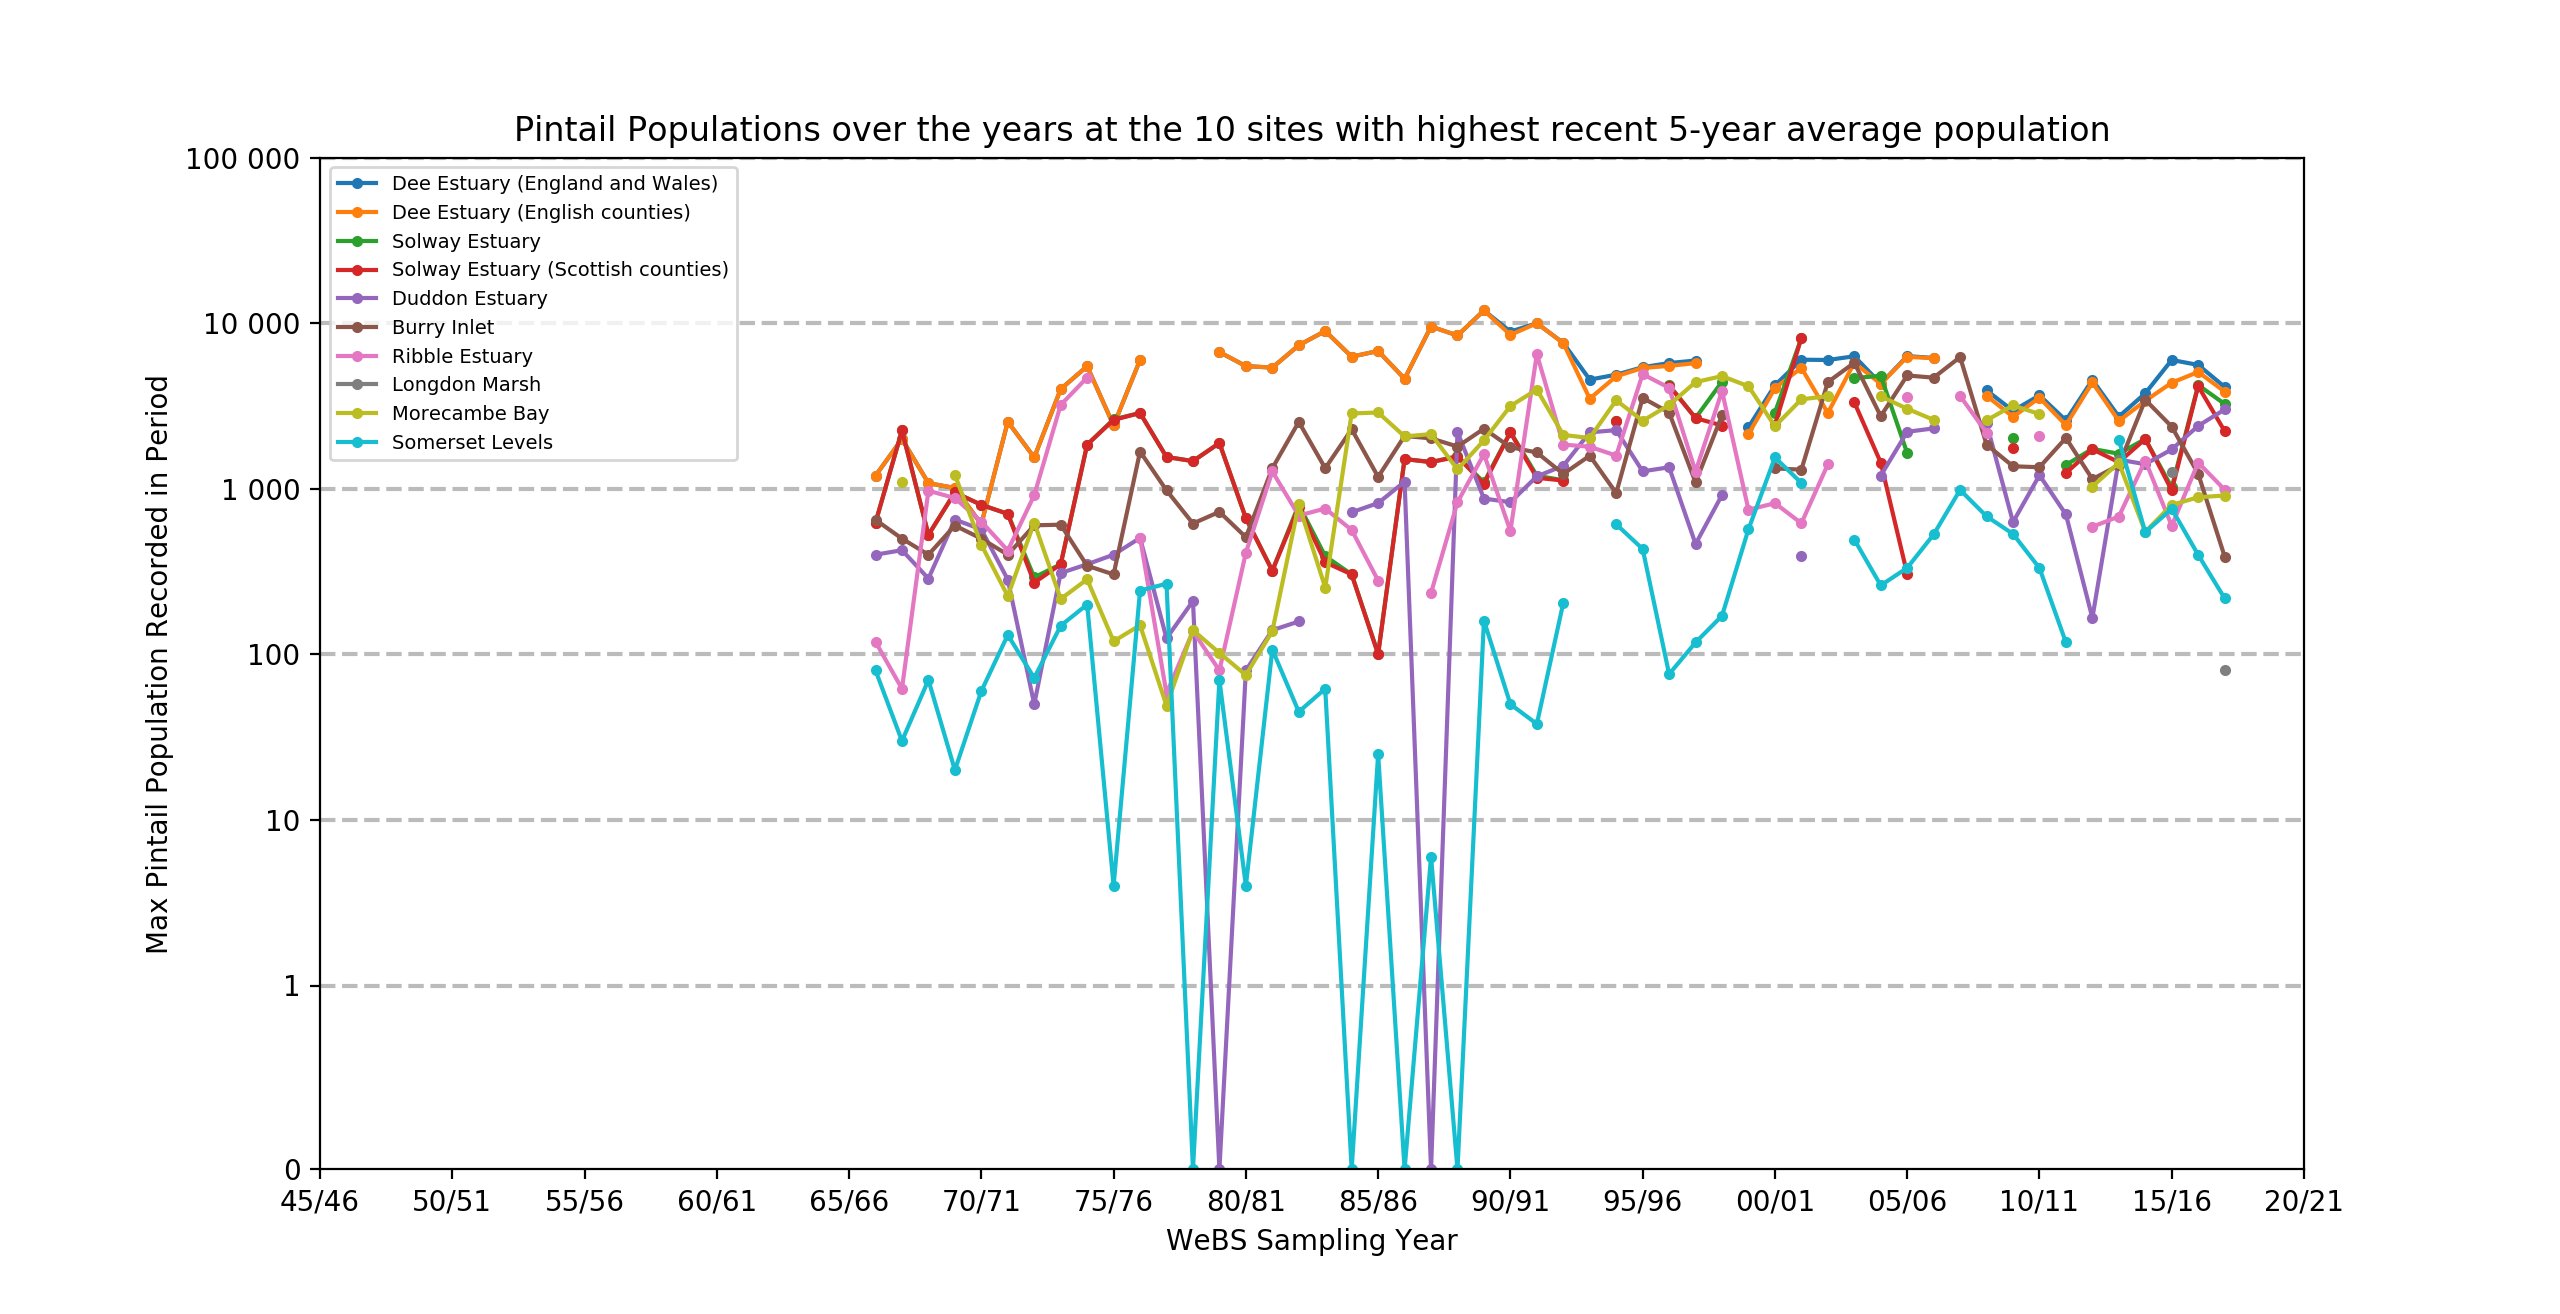 Pintail Populations over the years at the 10 sites with highest recent 5-year average population
100 000
10 000
1 000
100
10
1
0
Max Pintail Population Recorded in Period
Dee Estuary (England and Wales)
Dee Estuary (English counties)
Solway Estuary
Solway Estuary (Scottish counties)
Duddon Estuary
Burry Inlet
Ribble Estuary
Longdon Marsh
Morecambe Bay
Somerset Levels
45/46 50/51 55/56 60/61 65/66 70/71 75/76 80/81 85/86 90/91 95/96 00/01 05/06 10/11 15/16 20/21
WeBS Sampling Year